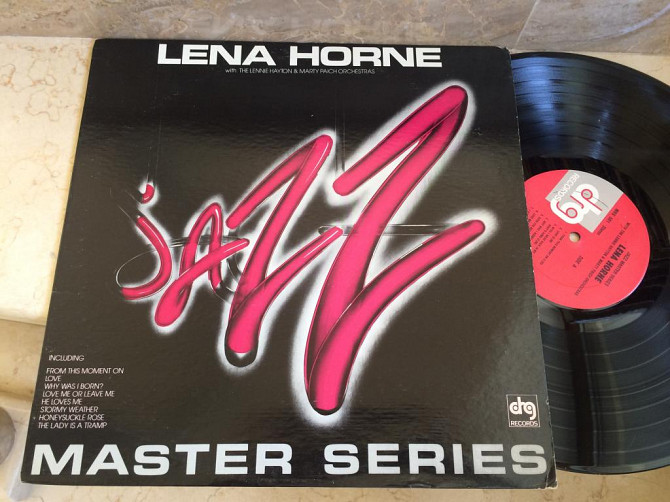 LENA HORNE
with THE LENNIE HAYTON & MARTY PAICH ORCHESTRAS
jAZZ
INCLUDING
FROM THIS MOMENT ON
LOVE
WHY WAS I BORN?
LOVE ME OR LEAVE ME
HE LOVES ME
STORMY WEATHER
HONEYSUCKLE ROSE
THE LADY IS A TRAMP
drg
RECORDS
MASTER SERIES
drg
RECORDS
LENA HORNE